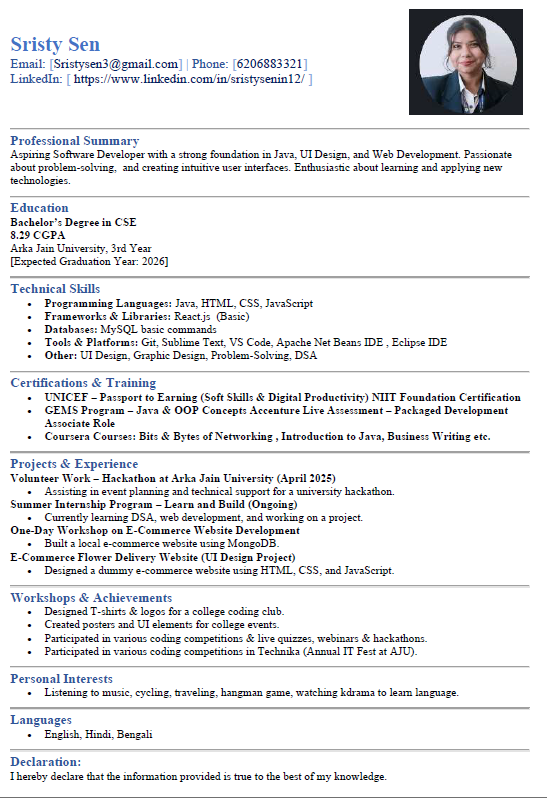 Sristy Sen
Email: [Sristysen3@gmail.com] | Phone: [6206883321]
LinkedIn: [ https://www.linkedin.com/in/sristysenin12/ ]
Professional Summary
Aspiring Software Developer with a strong foundation in Java, UI Design, and Web Development. Passionate
about problem-solving, and creating intuitive user interfaces. Enthusiastic about learning and applying new
technologies.
Education
Bachelor's Degree in CSE
8.29 CGPA
Arka Jain University, 3rd Year
[Expected Graduation Year: 2026]
Technical Skills
• Programming Languages: Java, HTML, CSS, JavaScript
• Frameworks & Libraries: React.js (Basic)
• Databases: MySQL basic commands
• Tools & Platforms: Git, Sublime Text, VS Code, Apache Net Beans IDE , Eclipse IDE
• Other: UI Design, Graphic Design, Problem-Solving, DSA
Certifications & Training
• UNICEF – Passport to Earning (Soft Skills & Digital Productivity) NIIT Foundation Certification
• GEMS Program – Java & OOP Concepts Accenture Live Assessment – Packaged Development
Associate Role
• Coursera Courses: Bits & Bytes of Networking , Introduction to Java, Business Writing etc.
Projects & Experience
Volunteer Work – Hackathon at Arka Jain University (April 2025)
• Assisting in event planning and technical support for a university hackathon.
Summer Internship Program – Learn and Build (Ongoing)
• Currently learning DSA, web development, and working on a project.
One-Day Workshop on E-Commerce Website Development
• Built a local e-commerce website using MongoDB.
E-Commerce Flower Delivery Website (UI Design Project)
• Designed a dummy e-commerce website using HTML, CSS, and JavaScript.
Workshops & Achievements
• Designed T-shirts & logos for a college coding club.
• Created posters and UI elements for college events.
• Participated in various coding competitions & live quizzes, webinars & hackathons.
• Participated in various coding competitions in Technika (Annual IT Fest at AJU).
Personal Interests
• Listening to music, cycling, traveling, hangman game, watching kdrama to learn language.
Languages
• English, Hindi, Bengali
Declaration:
I hereby declare that the information provided is true to the best of my knowledge.